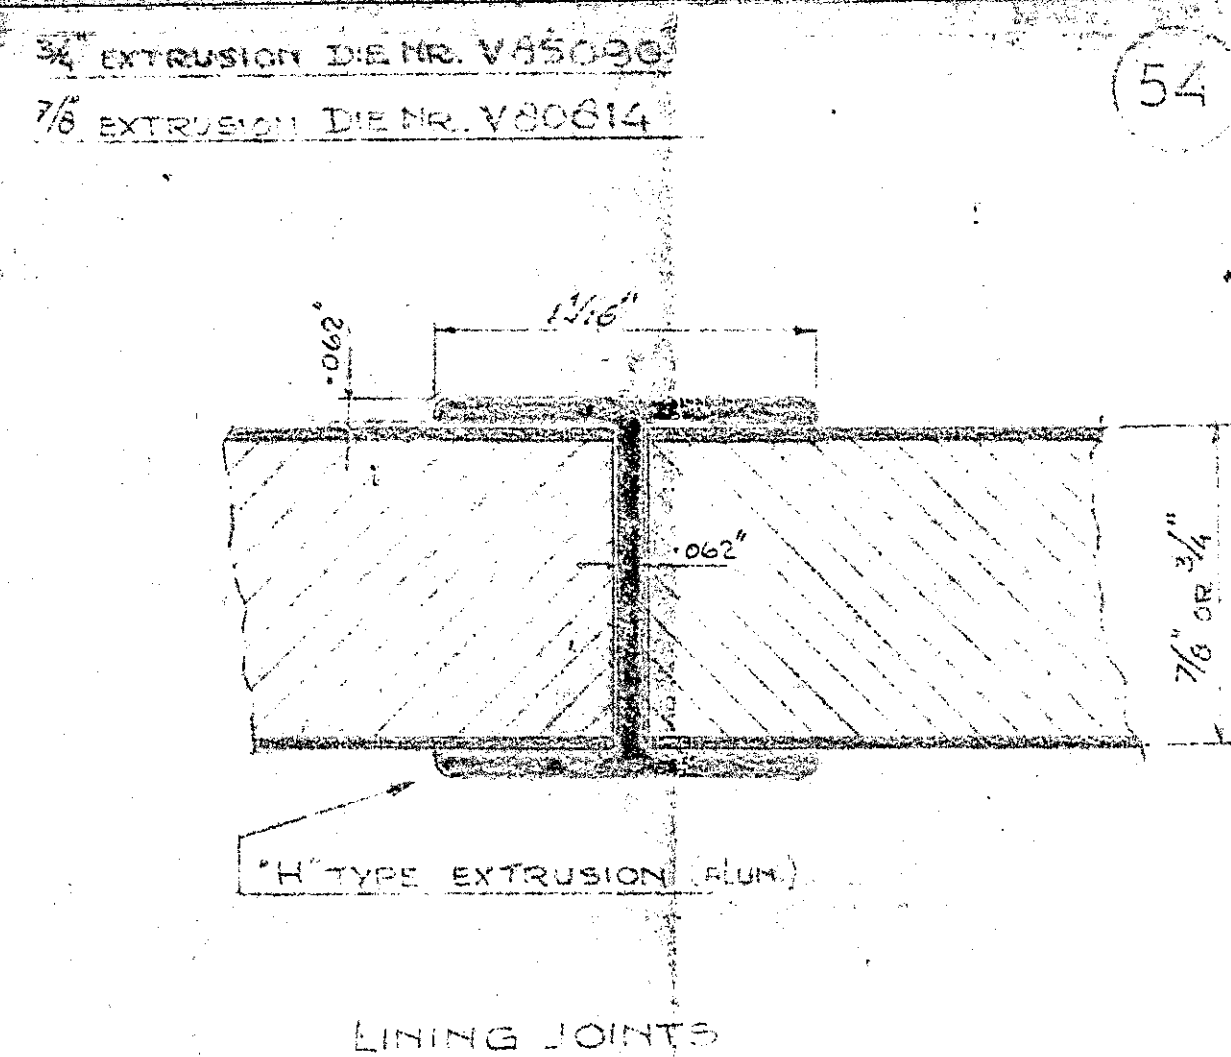 3/4" EXTRUSION DIE NR.
7/8" EXTRUSION DIE NR. V80814
54
1 1/16"
.062"
.062"
7/8" OR 3/4"
"H" TYPE EXTRUSION (ALUM.)
LINING JOINTS